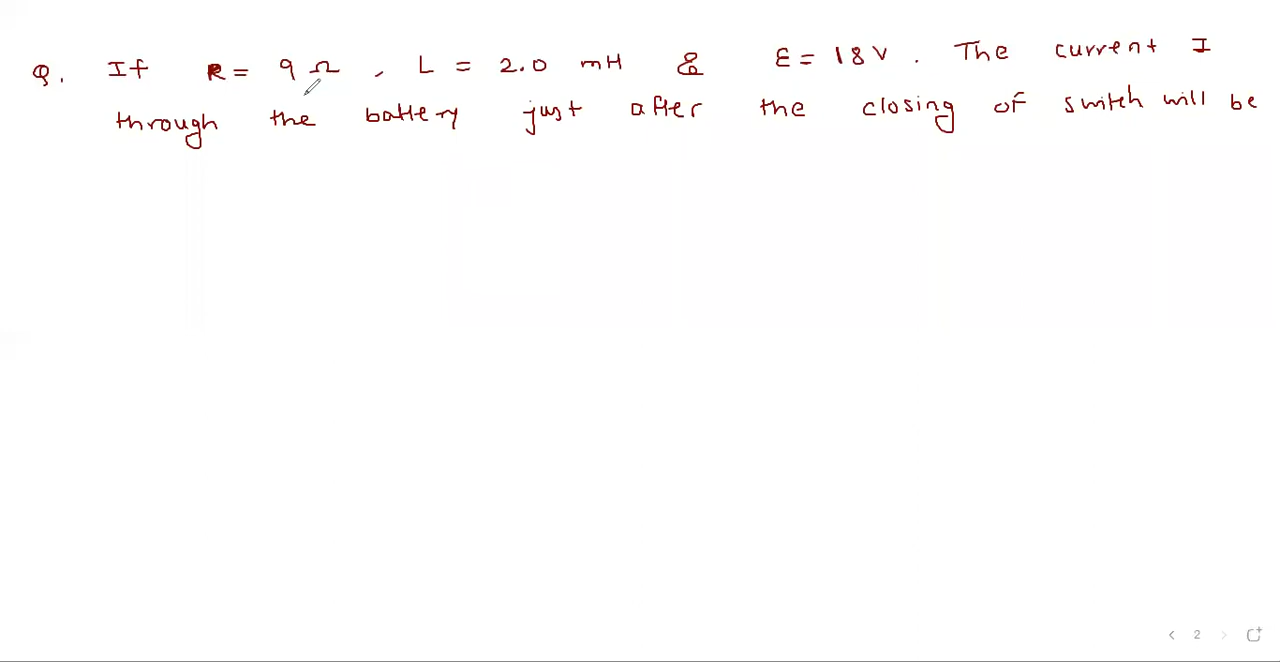 Q. If R = 9 Ω , L = 2.0 mH & ε = 18 V . The current I
through the battery just after the closing of switch will be
2